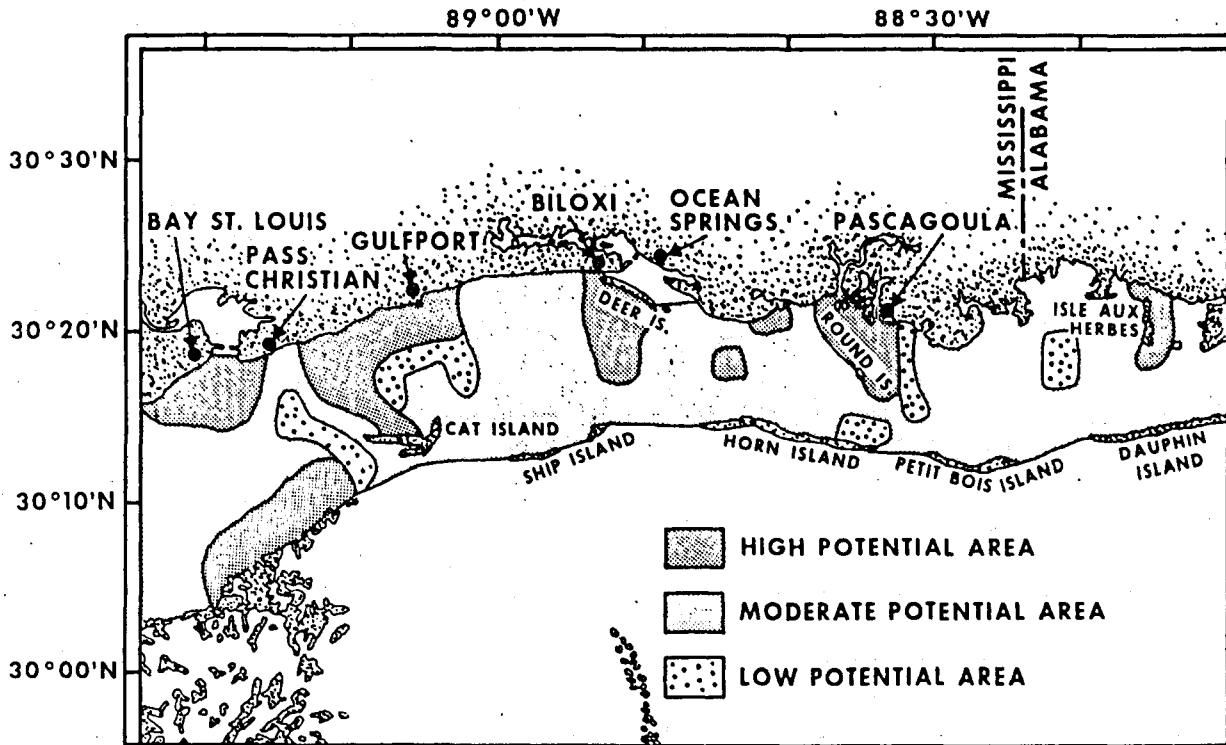 89°00'W
88°30'W
MISSISSIPPI
ALABAMA
30°30'N
BAY ST. LOUIS
PASS
CHRISTIAN
GULFPORT
BILOXI
OCEAN
SPRINGS
PASCAGOULA
30°20'N
DEER IS.
ROUND IS.
ISLE AUX
HERBES
CAT ISLAND
SHIP ISLAND
HORN ISLAND
PETIT BOIS ISLAND
DAUPHIN
ISLAND
30°10'N
HIGH POTENTIAL AREA
MODERATE POTENTIAL AREA
30°00'N
LOW POTENTIAL AREA